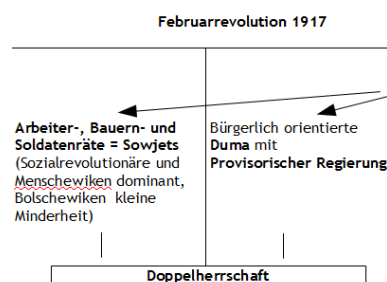 Februarrevolution 1917
Arbeiter-, Bauern- und
Soldatenräte = Sowjets
(Sozialrevolutionäre und
Menschewiken dominant,
Bolschewiken kleine
Minderheit)
Bürgerlich orientierte
Duma mit
Provisorischer Regierung
Doppelherrschaft